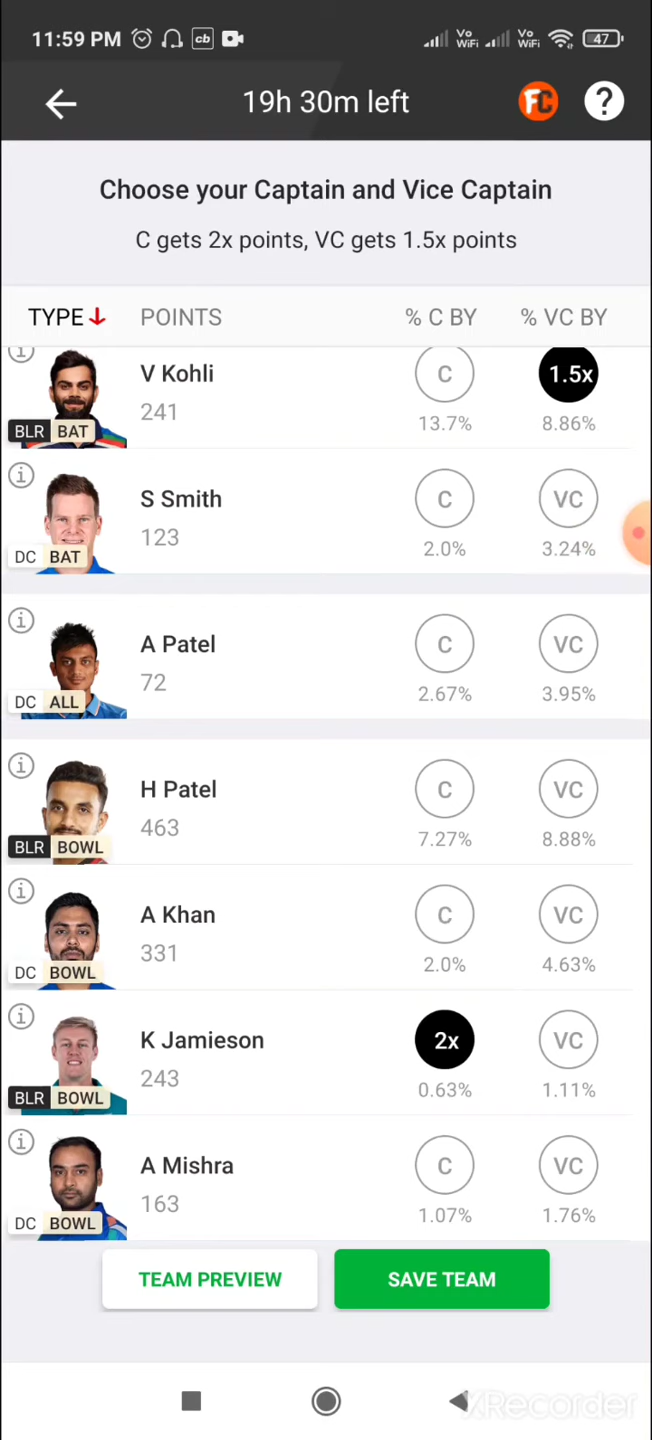 11:59 PM cb Vo WiFi Vo WiFi 47
19h 30m left FC ?
Choose your Captain and Vice Captain
C gets 2x points, VC gets 1.5x points
TYPE POINTS % C BY % VC BY
V Kohli C 1.5x
241 13.7% 8.86%
BLR BAT
S Smith C VC
123 2.0% 3.24%
DC BAT
A Patel C VC
72 2.67% 3.95%
DC ALL
H Patel C VC
463 7.27% 8.88%
BLR BOWL
A Khan C VC
331 2.0% 4.63%
DC BOWL
K Jamieson 2x VC
243 0.63% 1.11%
BLR BOWL
A Mishra C VC
163 1.07% 1.76%
DC BOWL
TEAM PREVIEW SAVE TEAM
XRecorder